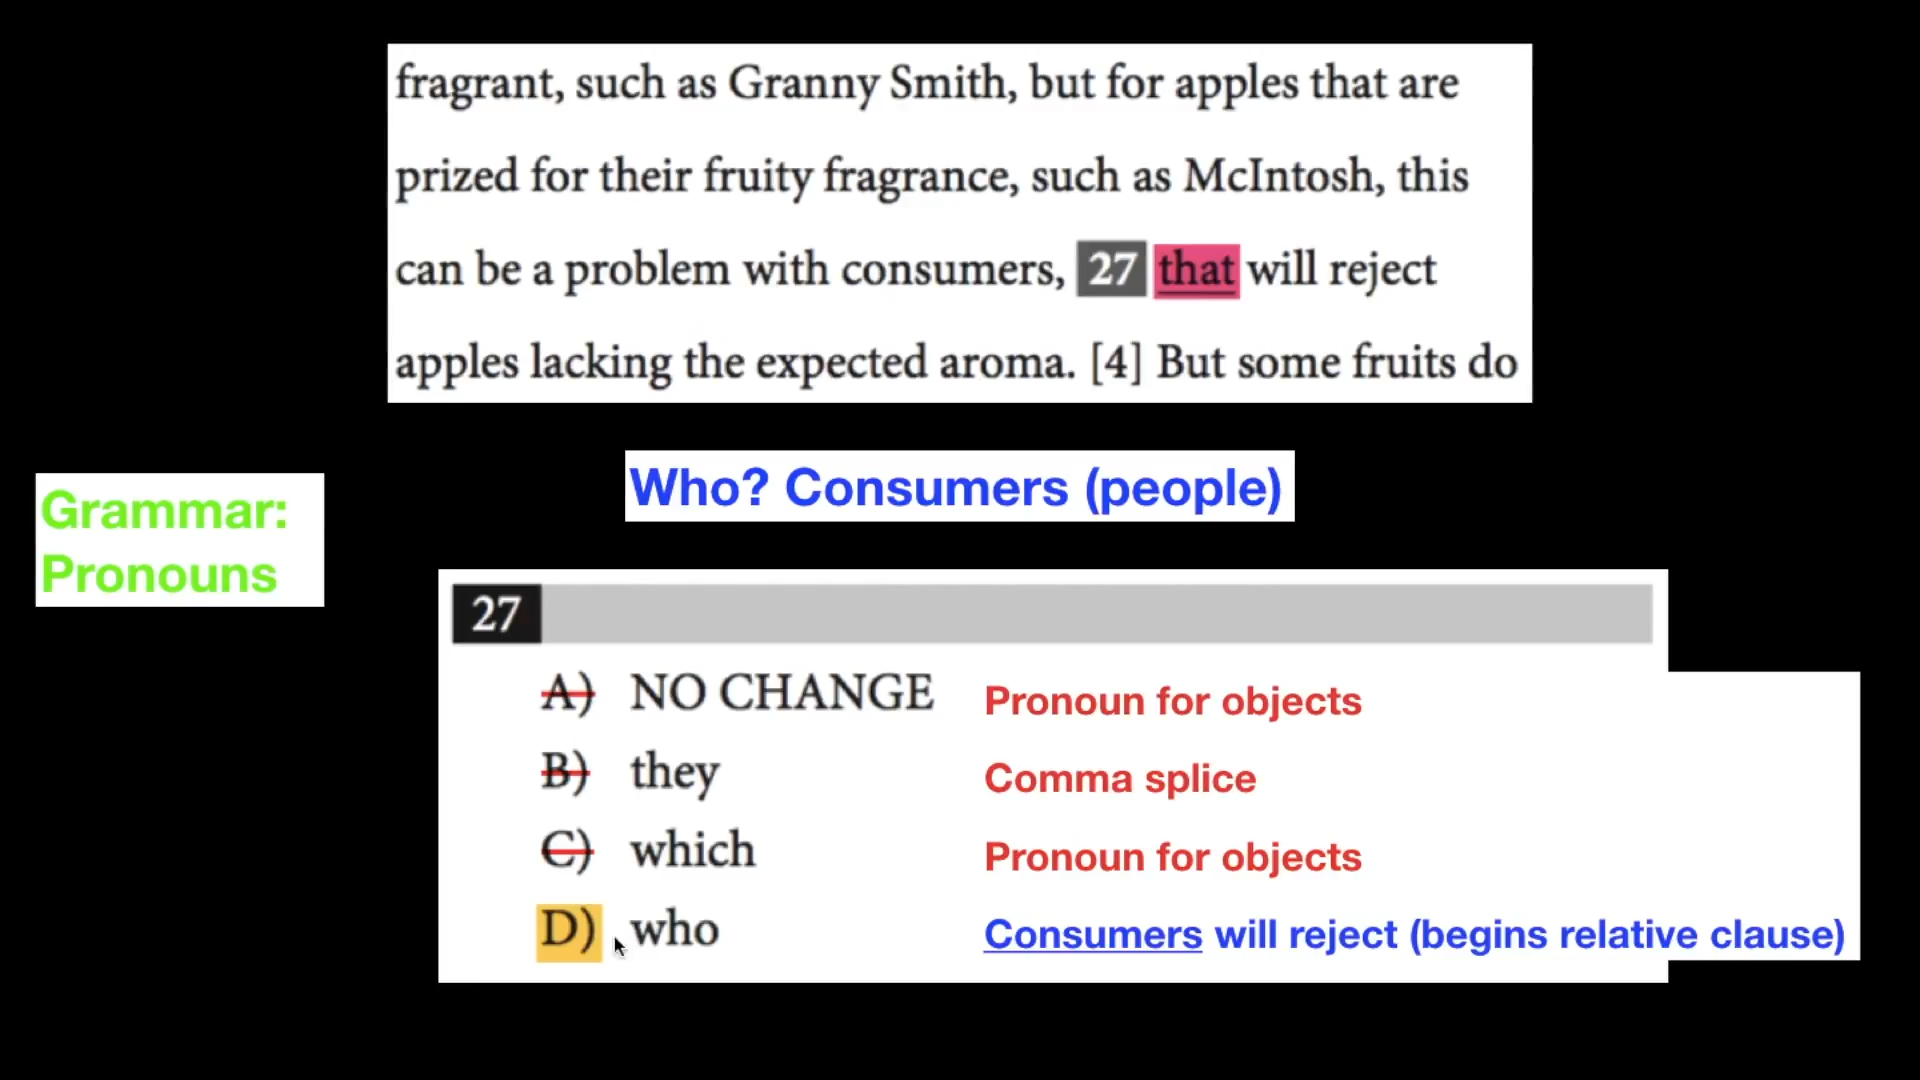 fragrant, such as Granny Smith, but for apples that are
prized for their fruity fragrance, such as McIntosh, this
can be a problem with consumers, 27 that will reject
apples lacking the expected aroma. [4] But some fruits do
Who? Consumers (people)
Grammar:
Pronouns
27
A) NO CHANGE Pronoun for objects
B) they Comma splice
C) which Pronoun for objects
D) who Consumers will reject (begins relative clause)